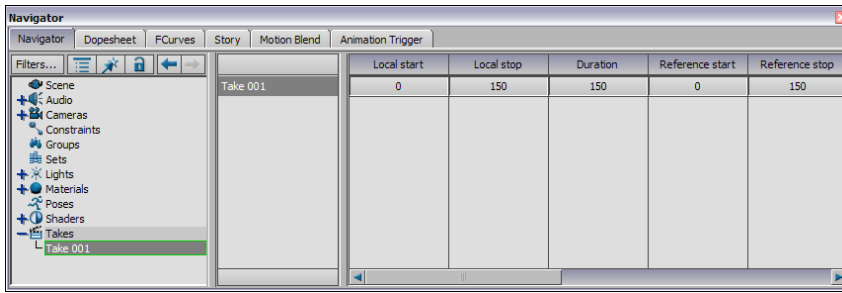 Navigator
Navigator Dopesheet FCurves Story Motion Blend Animation Trigger
Filters... Local start Local stop Duration Reference start Reference stop
Scene Take 001 0 150 150 0 150
Audio
Cameras
Constraints
Groups
Sets
Lights
Materials
Poses
Shaders
Takes
Take 001